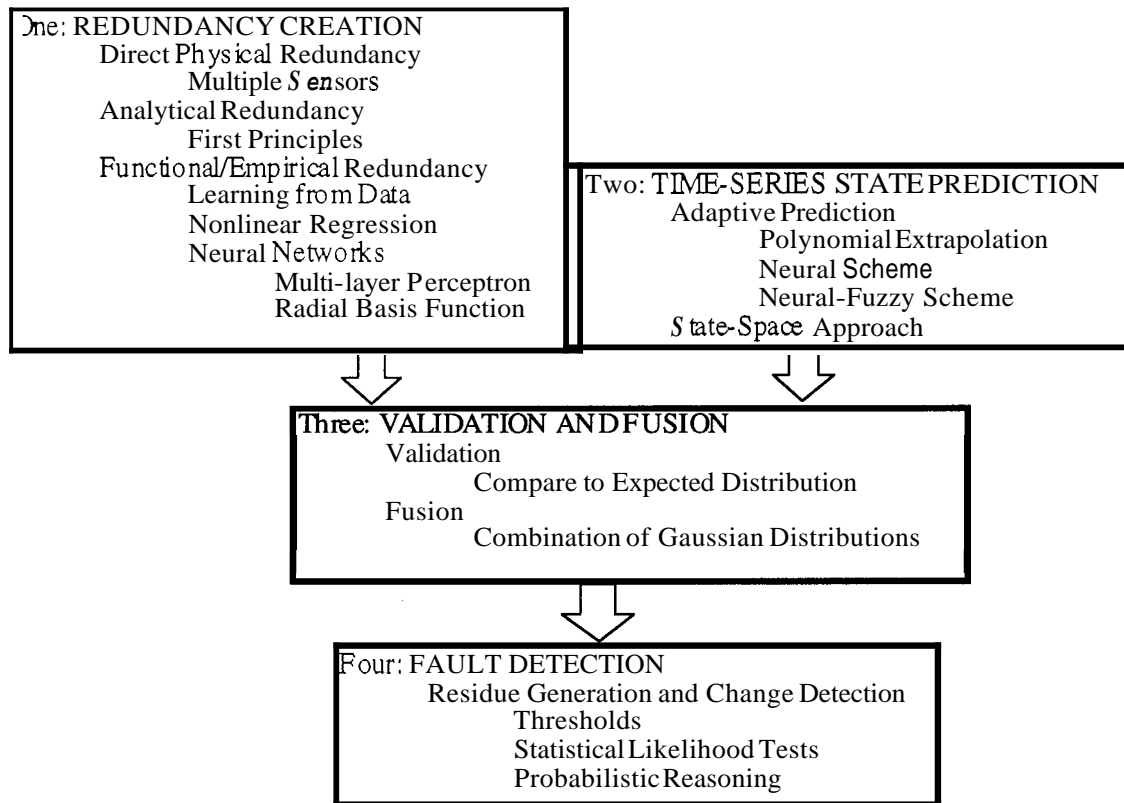 One: REDUNDANCY CREATION
Direct Physical Redundancy
Multiple Sensors
Analytical Redundancy
First Principles
Functional/Empirical Redundancy
Learning from Data
Nonlinear Regression
Neural Networks
Multi-layer Perceptron
Radial Basis Function
Two: TIME-SERIES STATE PREDICTION
Adaptive Prediction
Polynomial Extrapolation
Neural Scheme
Neural-Fuzzy Scheme
State-Space Approach
Three: VALIDATION AND FUSION
Validation
Compare to Expected Distribution
Fusion
Combination of Gaussian Distributions
Four: FAULT DETECTION
Residue Generation and Change Detection
Thresholds
Statistical Likelihood Tests
Probabilistic Reasoning